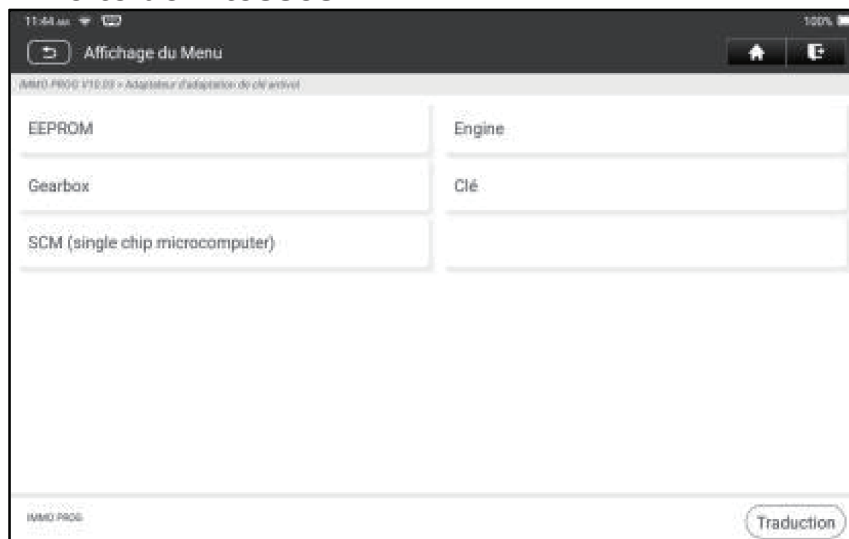 11:44 AM
100%
Affichage du Menu
IMMO PROG V10.03 > Adaptateur d'adaptation de clé antivol
EEPROM
Engine
Gearbox
Clé
SCM (single chip microcomputer)
IMMO PROG
Traduction